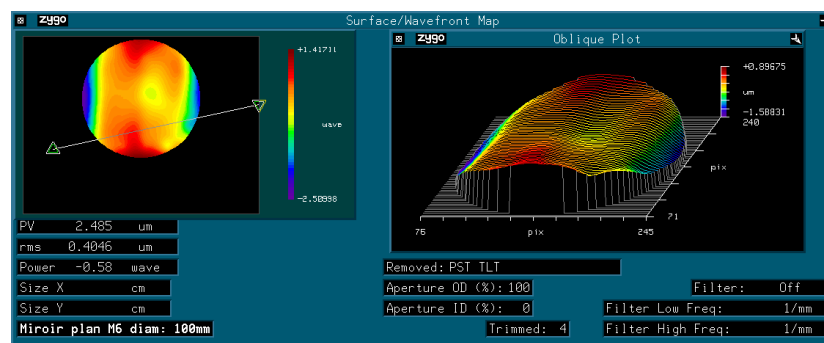 zygo Surface/Wavefront Map
+1.41711
wave
-2.50998
zygo Oblique Plot
+0.89675
um
-1.58831
240
pix
71
76 pix 245
PV 2.485 um
rms 0.4046 um
Power -0.58 wave
Size X cm
Size Y cm
Miroir plan M6 diam: 100mm
Removed: PST TLT
Aperture OD (%): 100
Aperture ID (%): 0
Trimmed: 4
Filter: Off
Filter Low Freq: 1/mm
Filter High Freq: 1/mm